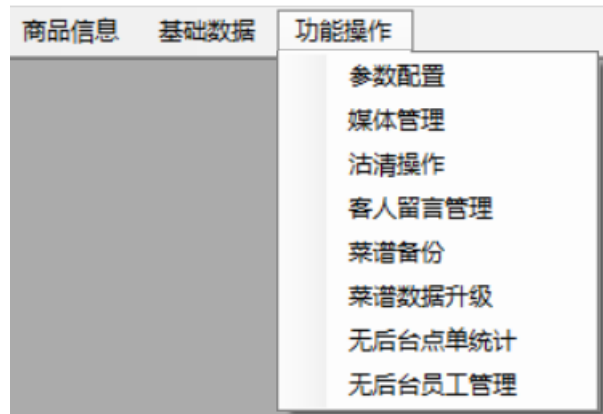 商品信息 基础数据 功能操作
参数配置
媒体管理
沽清操作
客人留言管理
菜谱备份
菜谱数据升级
无后台点单统计
无后台员工管理